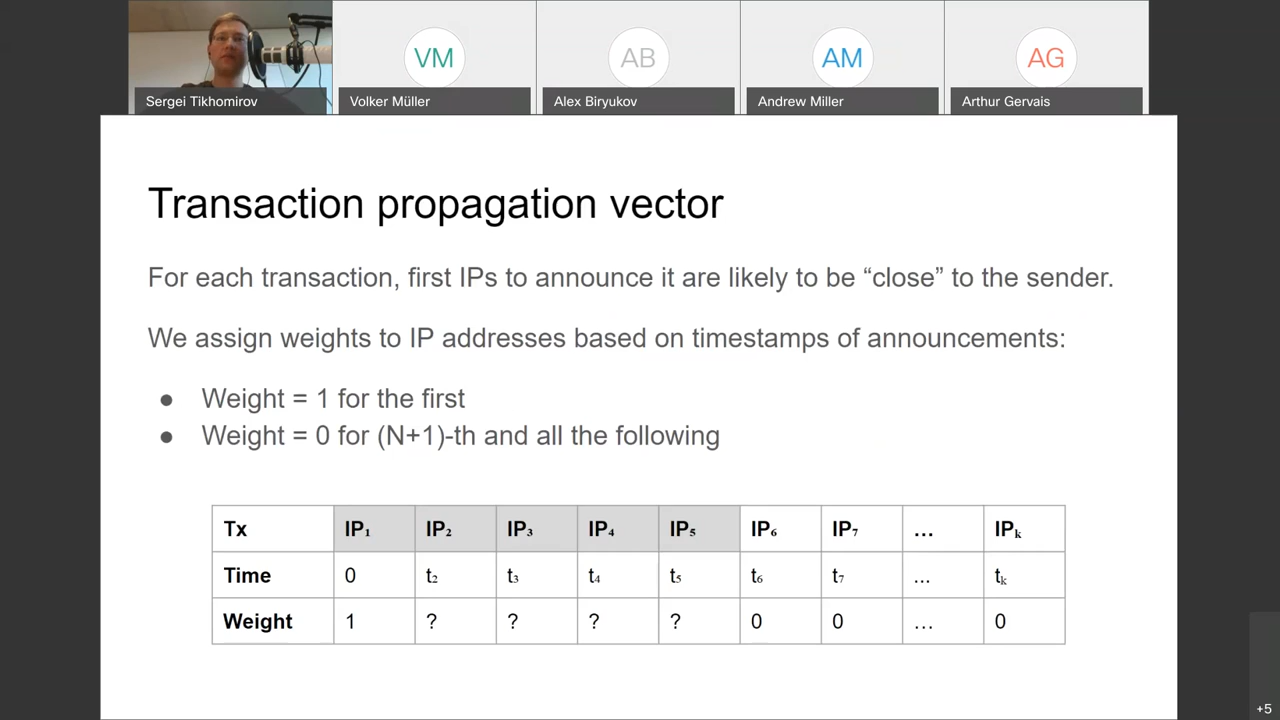 VM
AB
AM
AG
Sergei Tikhomirov
Volker Müller
Alex Biryukov
Andrew Miller
Arthur Gervais
Transaction propagation vector
For each transaction, first IPs to announce it are likely to be “close” to the sender.
We assign weights to IP addresses based on timestamps of announcements:
● Weight = 1 for the first
● Weight = 0 for (N+1)-th and all the following
Tx IP₁ IP₂ IP₃ IP₄ IP₅ IP₆ IP₇ … IPₖ
Time 0 t₂ t₃ t₄ t₅ t₆ t₇ ... tₖ
Weight 1 ? ? ? ? 0 0 … 0
+5